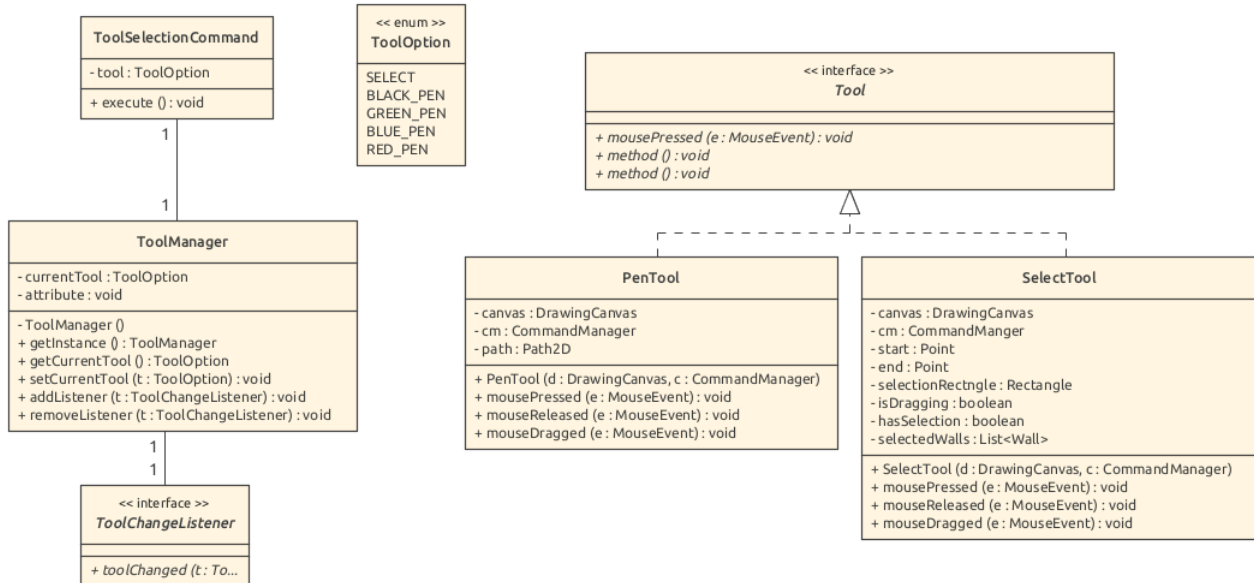 ToolSelectionCommand
- tool : ToolOption
+ execute () : void
1
1
<< enum >>
ToolOption
SELECT
BLACK_PEN
GREEN_PEN
BLUE_PEN
RED_PEN
<< interface >>
Tool
+ mousePressed (e : MouseEvent) : void
+ method () : void
+ method () : void
ToolManager
- currentTool : ToolOption
- attribute : void
- ToolManager ()
+ getInstance () : ToolManager
+ getCurrentTool () : ToolOption
+ setCurrentTool (t : ToolOption) : void
+ addListener (t : ToolChangeListener) : void
+ removeListener (t : ToolChangeListener) : void
1
1
<< interface >>
ToolChangeListener
+ toolChanged (t : To...
PenTool
- canvas : DrawingCanvas
- cm : CommandManager
- path : Path2D
+ PenTool (d : DrawingCanvas, c : CommandManager)
+ mousePressed (e : MouseEvent) : void
+ mouseReleased (e : MouseEvent) : void
+ mouseDragged (e : MouseEvent) : void
SelectTool
- canvas : DrawingCanvas
- cm : CommandManger
- start : Point
- end : Point
- selectionRectngle : Rectangle
- isDragging : boolean
- hasSelection : boolean
- selectedWalls : List<Wall>
+ SelectTool (d : DrawingCanvas, c : CommandManager)
+ mousePressed (e : MouseEvent) : void
+ mouseReleased (e : MouseEvent) : void
+ mouseDragged (e : MouseEvent) : void